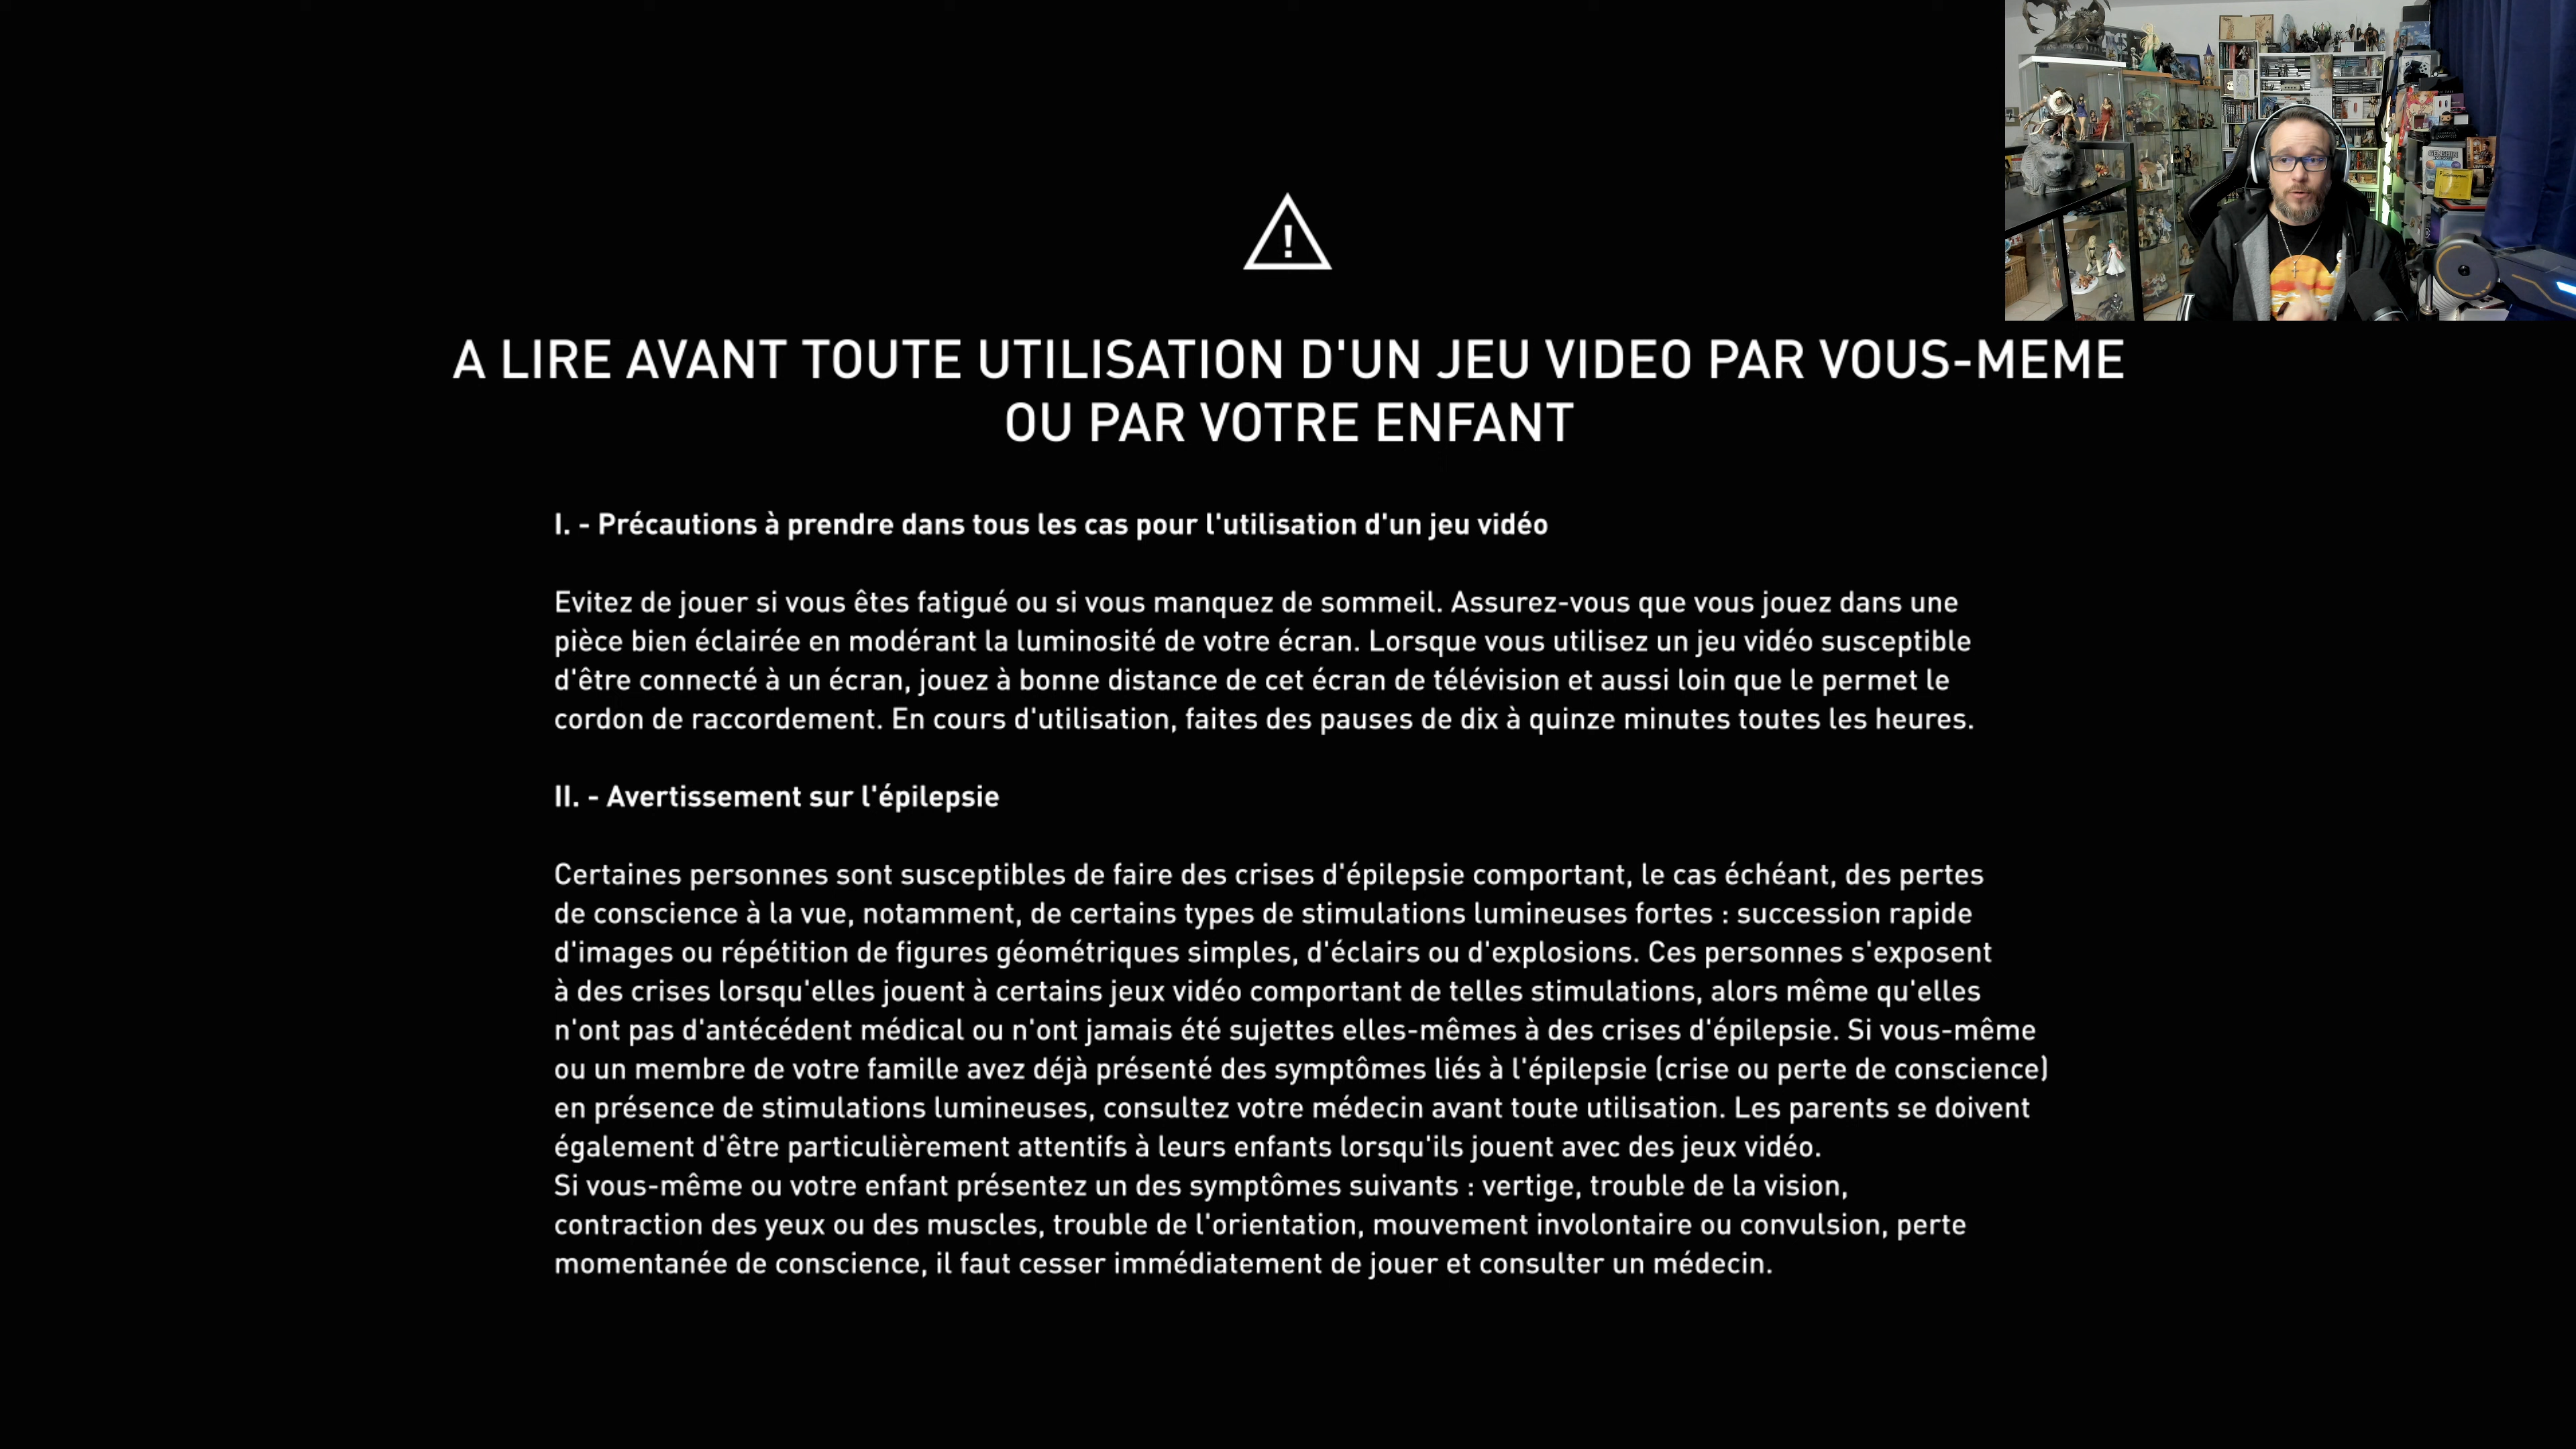 !
A LIRE AVANT TOUTE UTILISATION D'UN JEU VIDEO PAR VOUS-MEME
OU PAR VOTRE ENFANT
I. - Précautions à prendre dans tous les cas pour l'utilisation d'un jeu vidéo
Evitez de jouer si vous êtes fatigué ou si vous manquez de sommeil. Assurez-vous que vous jouez dans une
pièce bien éclairée en modérant la luminosité de votre écran. Lorsque vous utilisez un jeu vidéo susceptible
d'être connecté à un écran, jouez à bonne distance de cet écran de télévision et aussi loin que le permet le
cordon de raccordement. En cours d'utilisation, faites des pauses de dix à quinze minutes toutes les heures.
II. - Avertissement sur l'épilepsie
Certaines personnes sont susceptibles de faire des crises d'épilepsie comportant, le cas échéant, des pertes
de conscience à la vue, notamment, de certains types de stimulations lumineuses fortes : succession rapide
d'images ou répétition de figures géométriques simples, d'éclairs ou d'explosions. Ces personnes s'exposent
à des crises lorsqu'elles jouent à certains jeux vidéo comportant de telles stimulations, alors même qu'elles
n'ont pas d'antécédent médical ou n'ont jamais été sujettes elles-mêmes à des crises d'épilepsie. Si vous-même
ou un membre de votre famille avez déjà présenté des symptômes liés à l'épilepsie (crise ou perte de conscience)
en présence de stimulations lumineuses, consultez votre médecin avant toute utilisation. Les parents se doivent
également d'être particulièrement attentifs à leurs enfants lorsqu'ils jouent avec des jeux vidéo.
Si vous-même ou votre enfant présentez un des symptômes suivants : vertige, trouble de la vision,
contraction des yeux ou des muscles, trouble de l'orientation, mouvement involontaire ou convulsion, perte
momentanée de conscience, il faut cesser immédiatement de jouer et consulter un médecin.